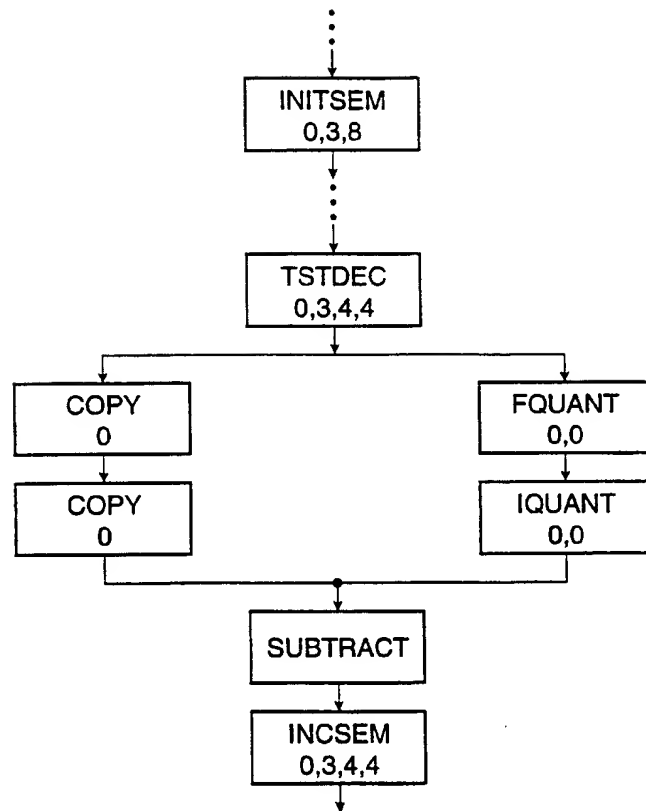 INITSEM
0,3,8
TSTDEC
0,3,4,4
COPY
0
FQUANT
0,0
COPY
0
IQUANT
0,0
SUBTRACT
INCSEM
0,3,4,4